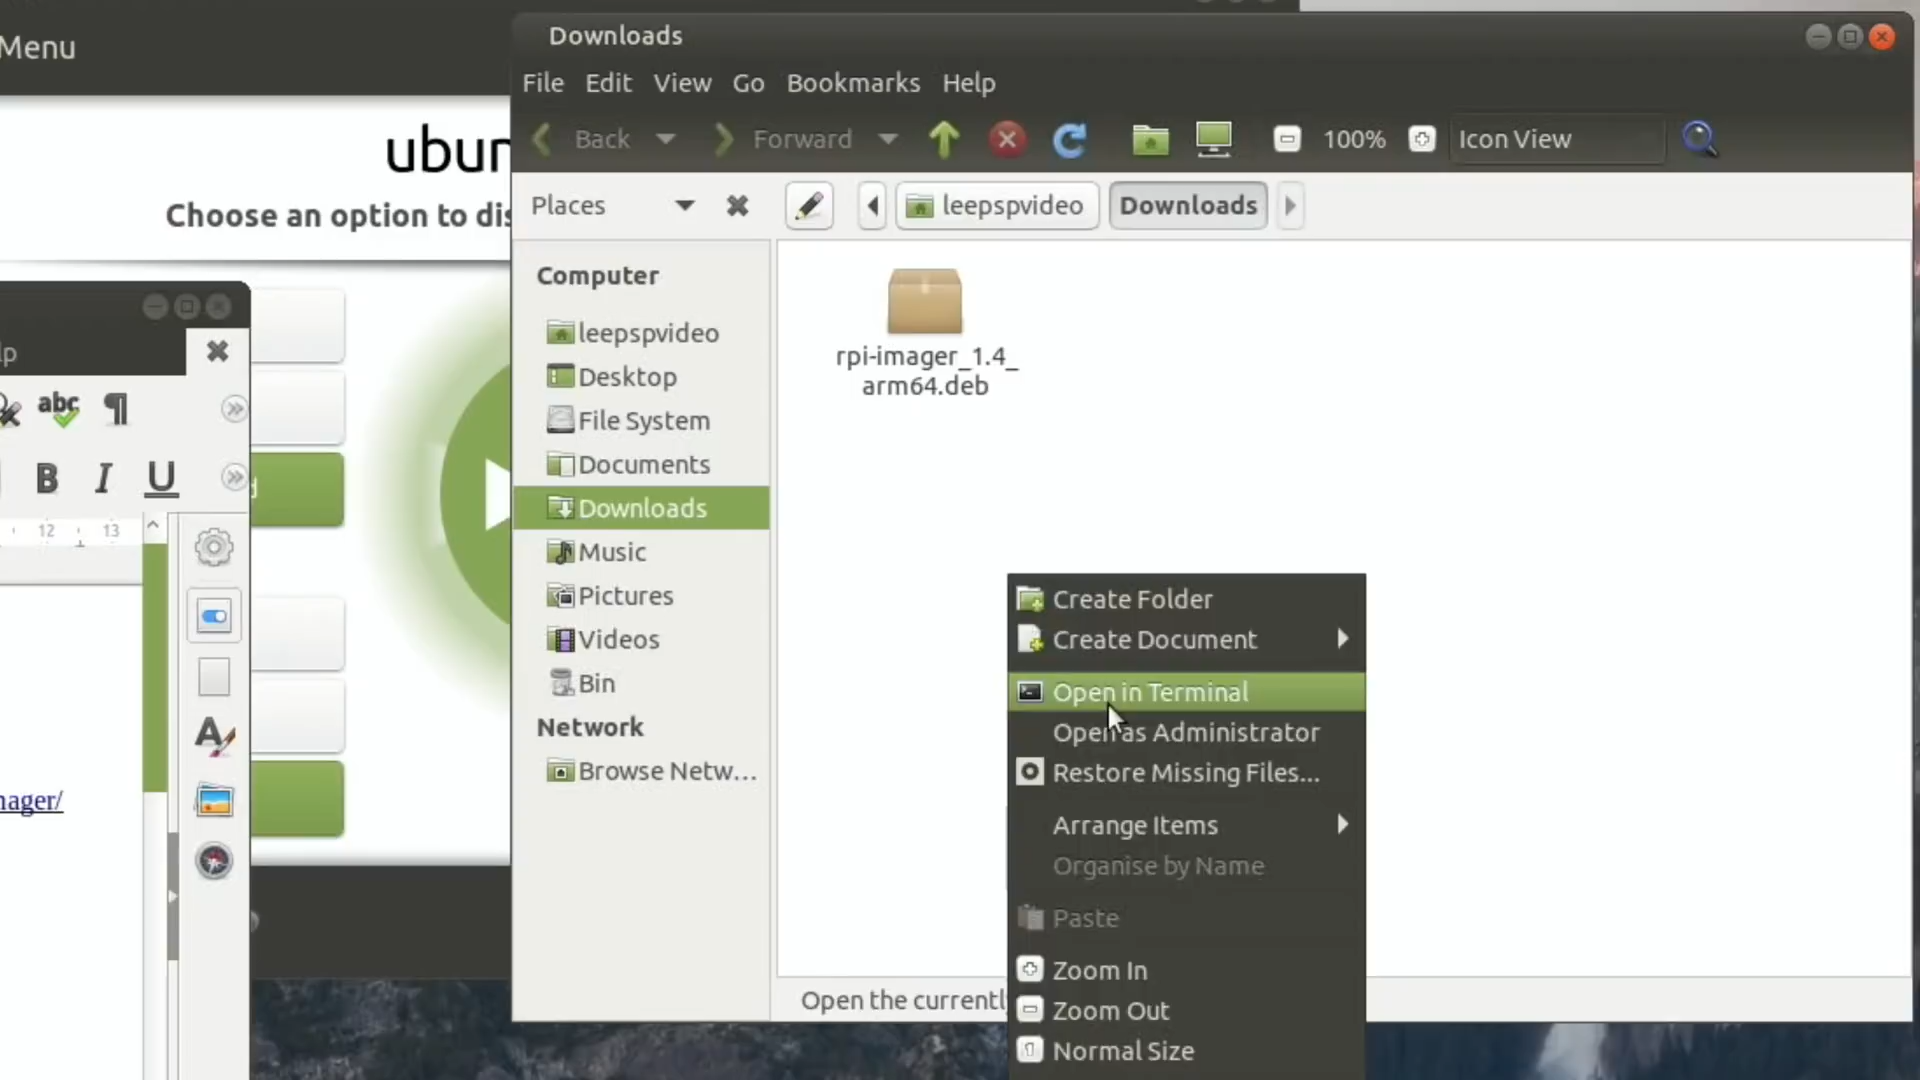 Menu
ubun
Choose an option to dis
lp
abc
B I U
12 13
nager/
Downloads
File Edit View Go Bookmarks Help
Back Forward 100% Icon View
Places leepspvideo Downloads
Computer
leepspvideo
Desktop
File System
Documents
Downloads
Music
Pictures
Videos
Bin
Network
Browse Netw...
rpi-imager_1.4_
arm64.deb
Create Folder
Create Document
Open in Terminal
Open as Administrator
Restore Missing Files...
Arrange Items
Organise by Name
Paste
Zoom In
Zoom Out
Normal Size
Open the currentl